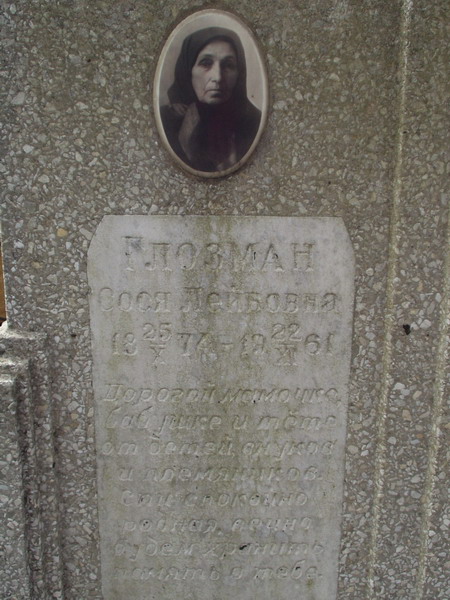 ГЛОЗМАН
Сося Лейбовна
18 25/I 74 – 19 22/XI 61
Дорогой мамочке
бабушке и тёте
от детей, внуков
и племянников.
Спи спокойно
родная, вечно
будем хранить
память о тебе.